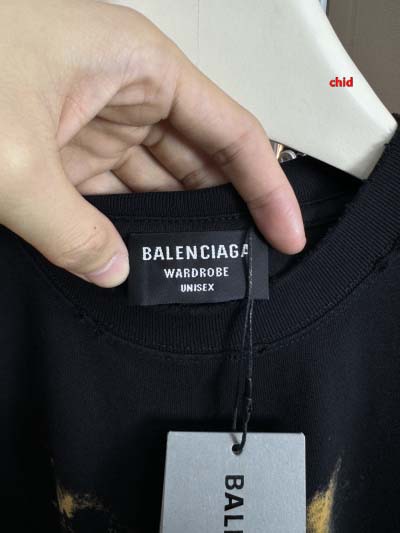 chid
BALENCIAGA
WARDROBE
UNISEX
BAL